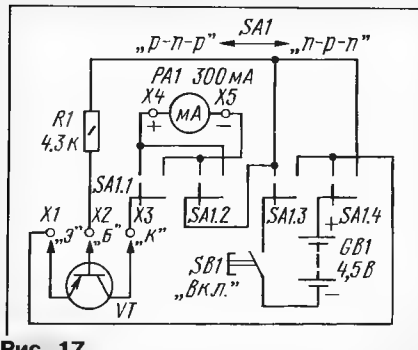 SA1
„p-n-p” „n-p-n”
PA1 300 мА
X4 X5
R1
4,3 к
мА
+ −
SA1.1
X1 X2 X3
„Э” „Б” „К”
SA1.2 SA1.3 SA1.4
+
SB1 GB1
„Вкл.” 4,5 В
−
VT
Рис. 17